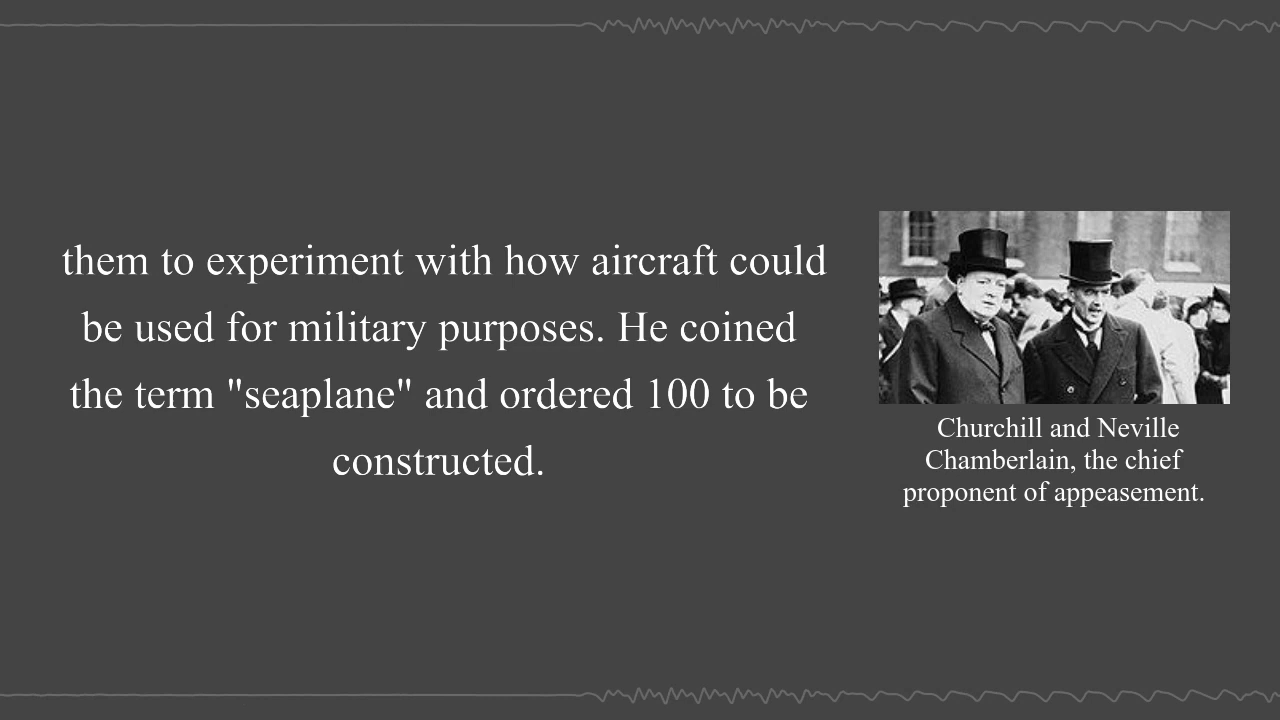 them to experiment with how aircraft could
be used for military purposes. He coined
the term "seaplane" and ordered 100 to be
constructed.
Churchill and Neville
Chamberlain, the chief
proponent of appeasement.